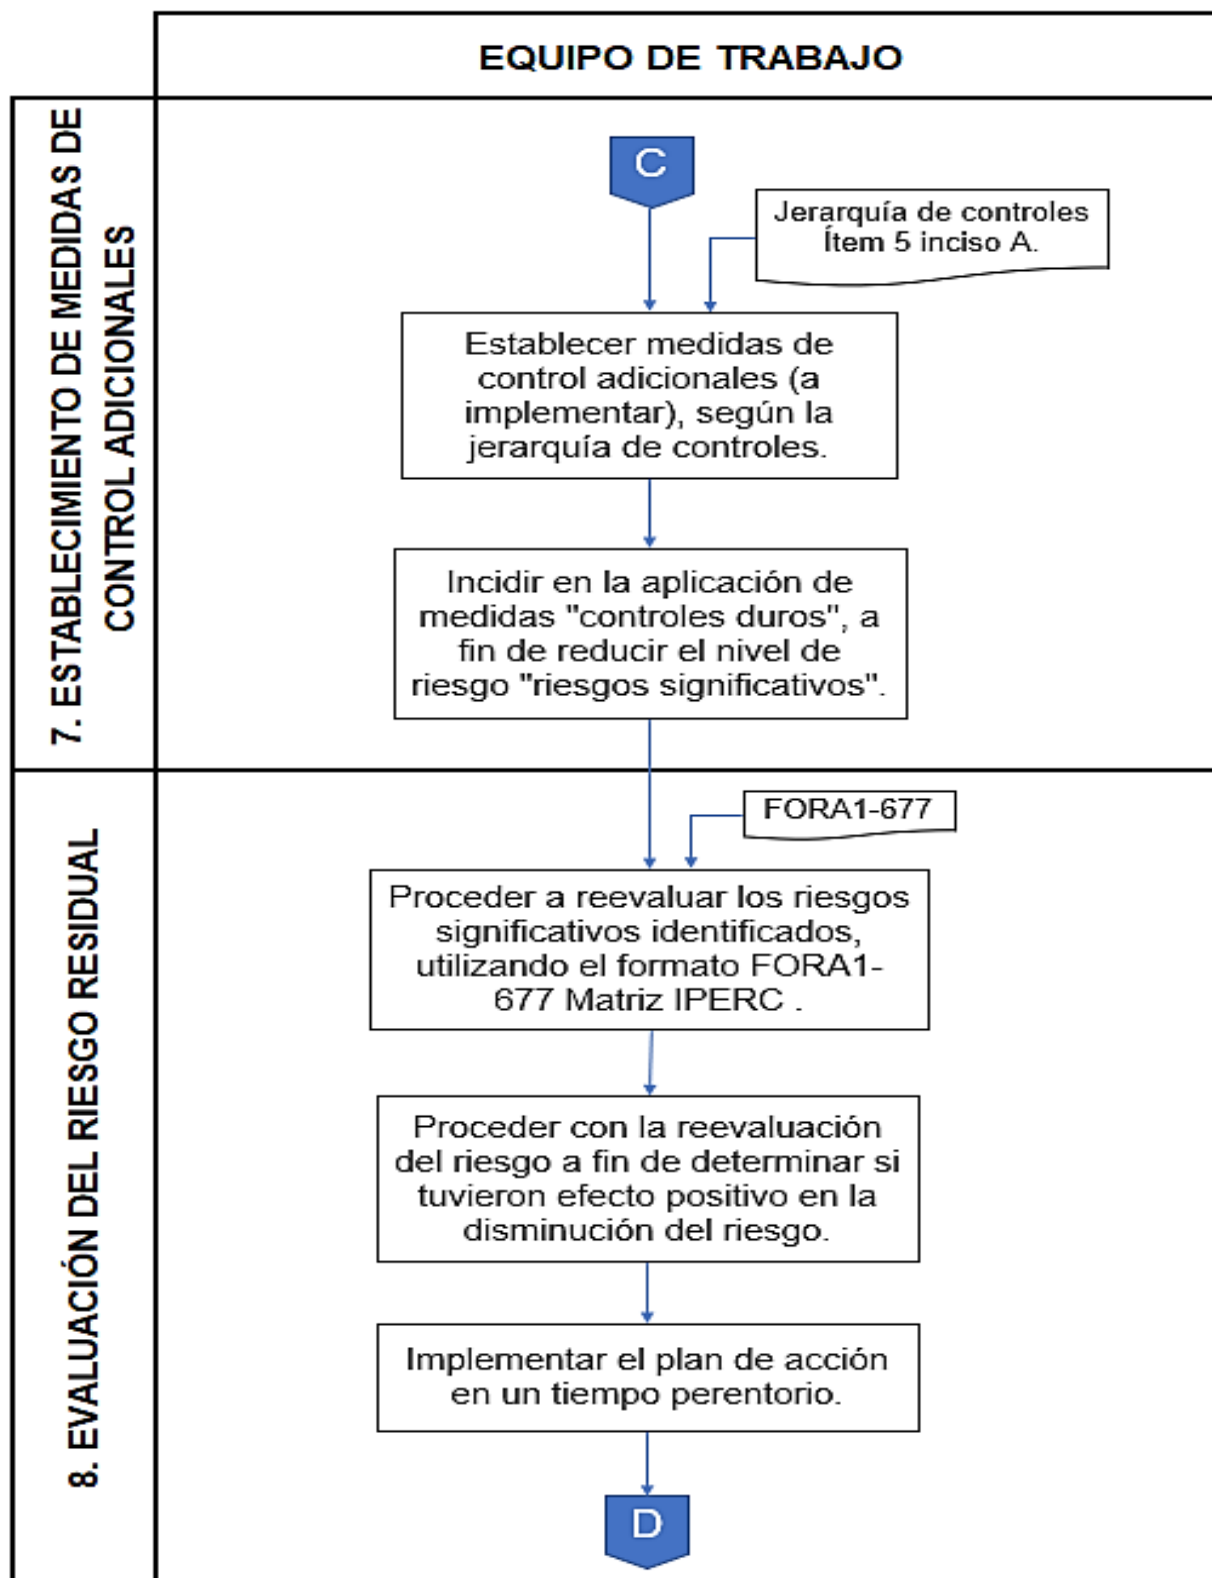 EQUIPO DE TRABAJO
7. ESTABLECIMIENTO DE MEDIDAS DE
CONTROL ADICIONALES
C
Jerarquía de controles
Ítem 5 inciso A.
Establecer medidas de
control adicionales (a
implementar), según la
jerarquía de controles.
Incidir en la aplicación de
medidas "controles duros", a
fin de reducir el nivel de
riesgo "riesgos significativos".
8. EVALUACIÓN DEL RIESGO RESIDUAL
FORA1-677
Proceder a reevaluar los riesgos
significativos identificados,
utilizando el formato FORA1-
677 Matriz IPERC .
Proceder con la reevaluación
del riesgo a fin de determinar si
tuvieron efecto positivo en la
disminución del riesgo.
Implementar el plan de acción
en un tiempo perentorio.
D